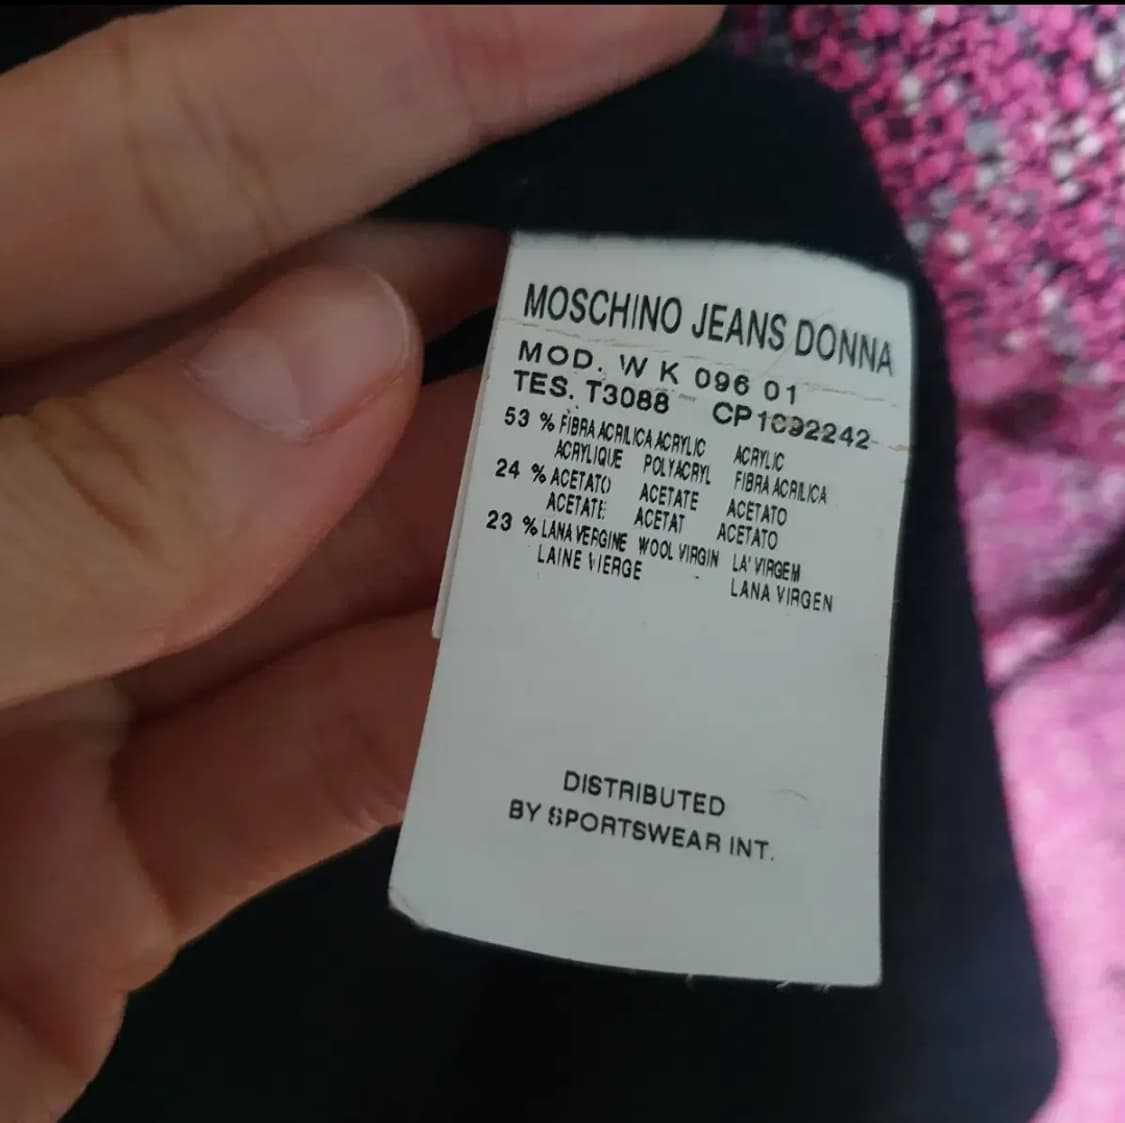 MOSCHINO JEANS DONNA
MOD. W K 096 01
TES. T3088 CP1092242
53 % FIBRA ACRILICA ACRYLIC ACRYLIC
ACRYLIQUE POLYACRYL FIBRA ACRILICA
24 % ACETATO ACETATE ACETATO
ACETATE ACETAT ACETATO
23 % LANA VERGINE WOOL VIRGIN LA' VIRGEM
LAINE VIERGE LANA VIRGEN
DISTRIBUTED
BY SPORTSWEAR INT.